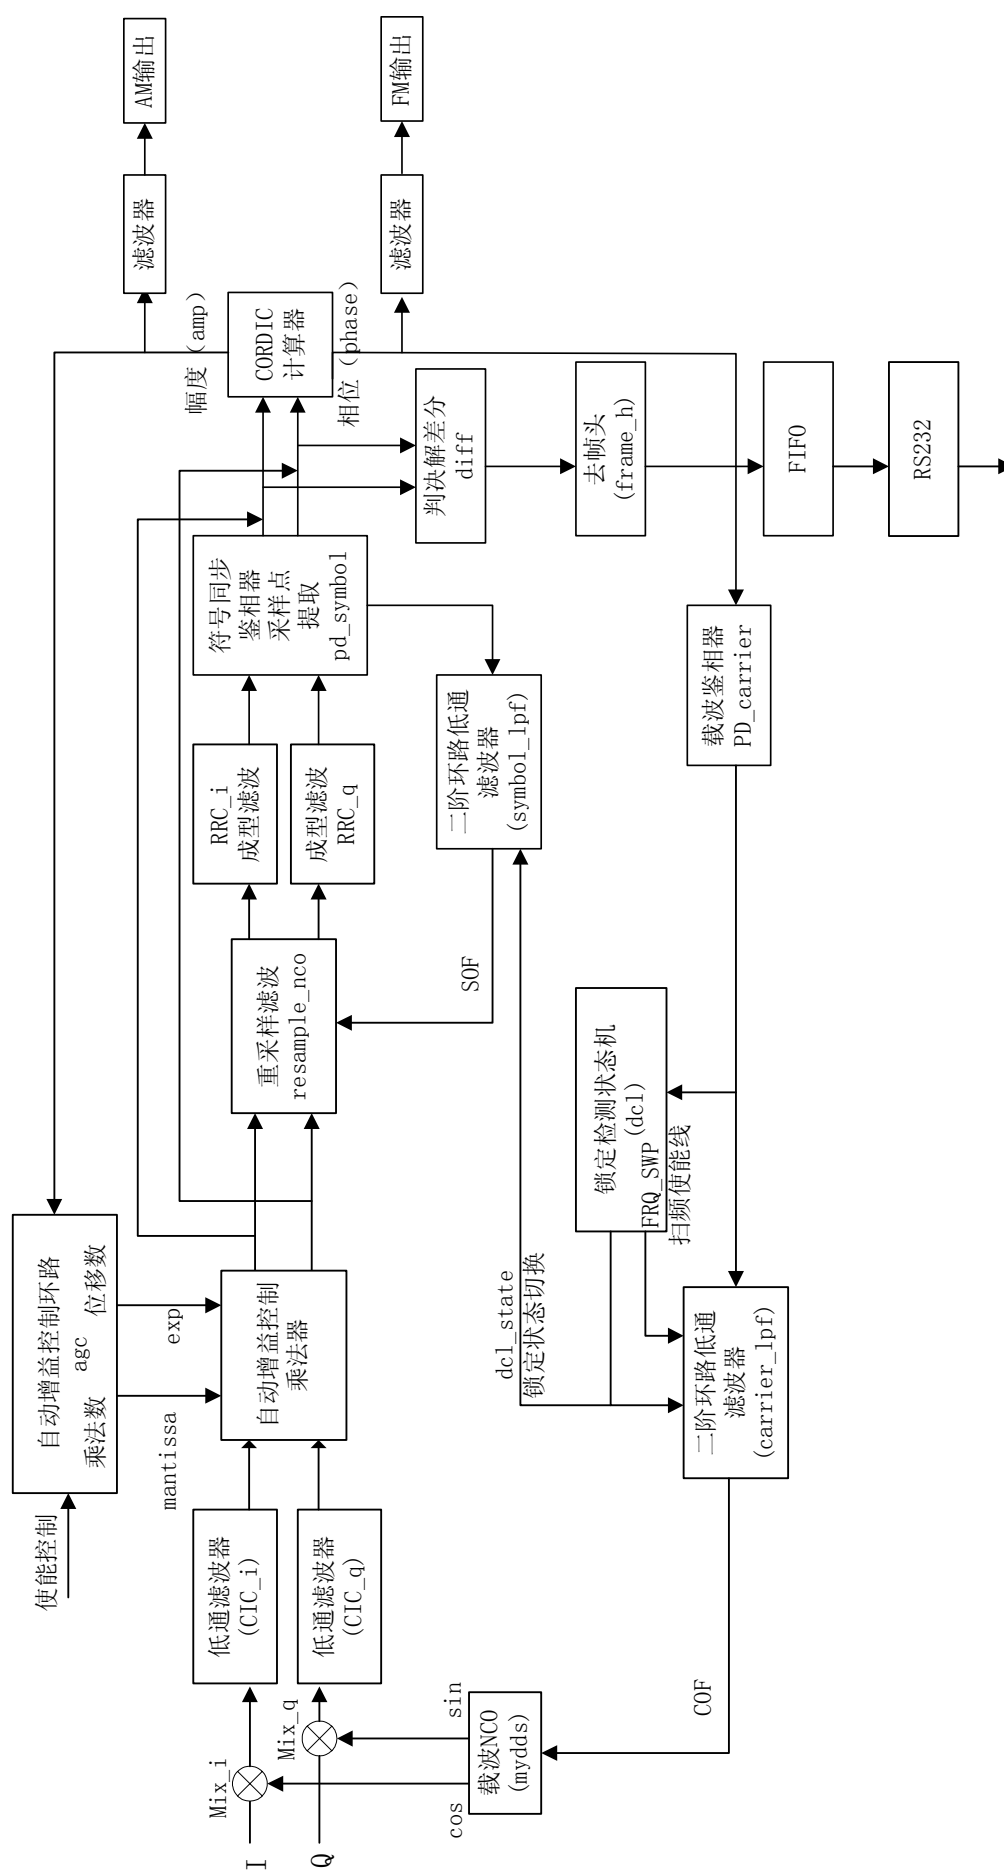 使能控制
自动增益控制环路
agc
乘法数
位移数
mantissa
exp
I
Q
Mix_i
Mix_q
低通滤波器
(CIC_i)
低通滤波器
(CIC_q)
自动增益控制
乘法器
重采样滤波
resample_nco
RRC_i
成型滤波
成型滤波
RRC_q
符号同步
鉴相器
采样点
提取
pd_symbol
幅度（amp）
CORDIC
计算器
相位（phase）
滤波器
AM输出
滤波器
FM输出
cos
sin
载波NCO
(mydds)
SOF
二阶环路低通
滤波器
(symbol_lpf)
判决解差分
diff
去帧头
(frame_h)
FIFO
RS232
dcl_state
锁定状态切换
锁定检测状态机
(dcl)
FRQ_SWP
扫频使能线
COF
二阶环路低通
滤波器
(carrier_lpf)
载波鉴相器
PD_carrier